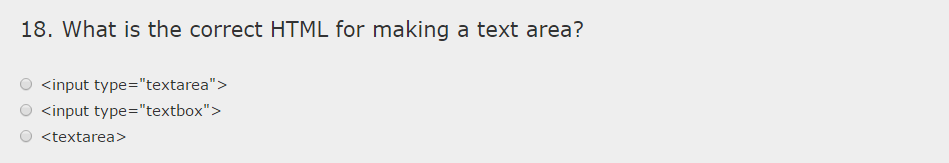 18. What is the correct HTML for making a text area?
<input type="textarea">
<input type="textbox">
<textarea>